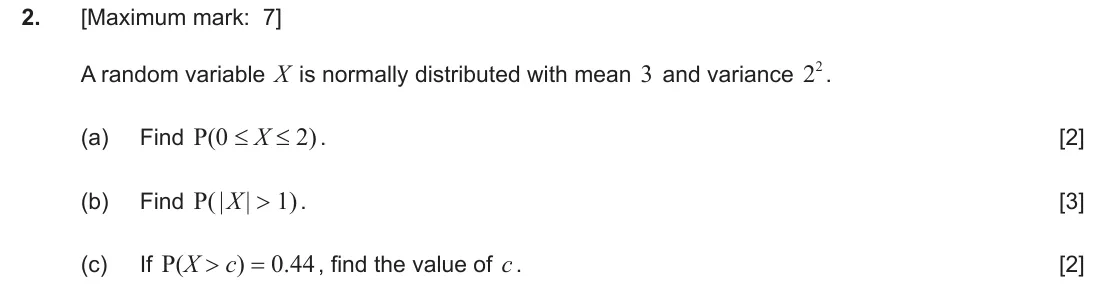 2. [Maximum mark: 7]
A random variable X is normally distributed with mean 3 and variance 2².
(a) Find P(0 ≤ X ≤ 2). [2]
(b) Find P(|X| > 1). [3]
(c) If P(X > c) = 0.44, find the value of c. [2]